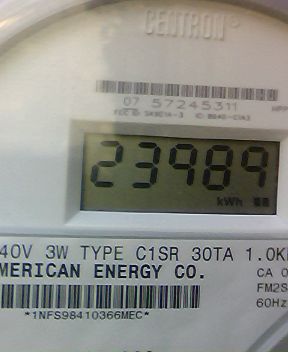 CENTRON®
07 57245311
23989
kWh
40V 3W TYPE C1SR 30TA 1.0K
MERICAN ENERGY CO.
CA 0
FM2S
60Hz
*1NFS98410366MEC*